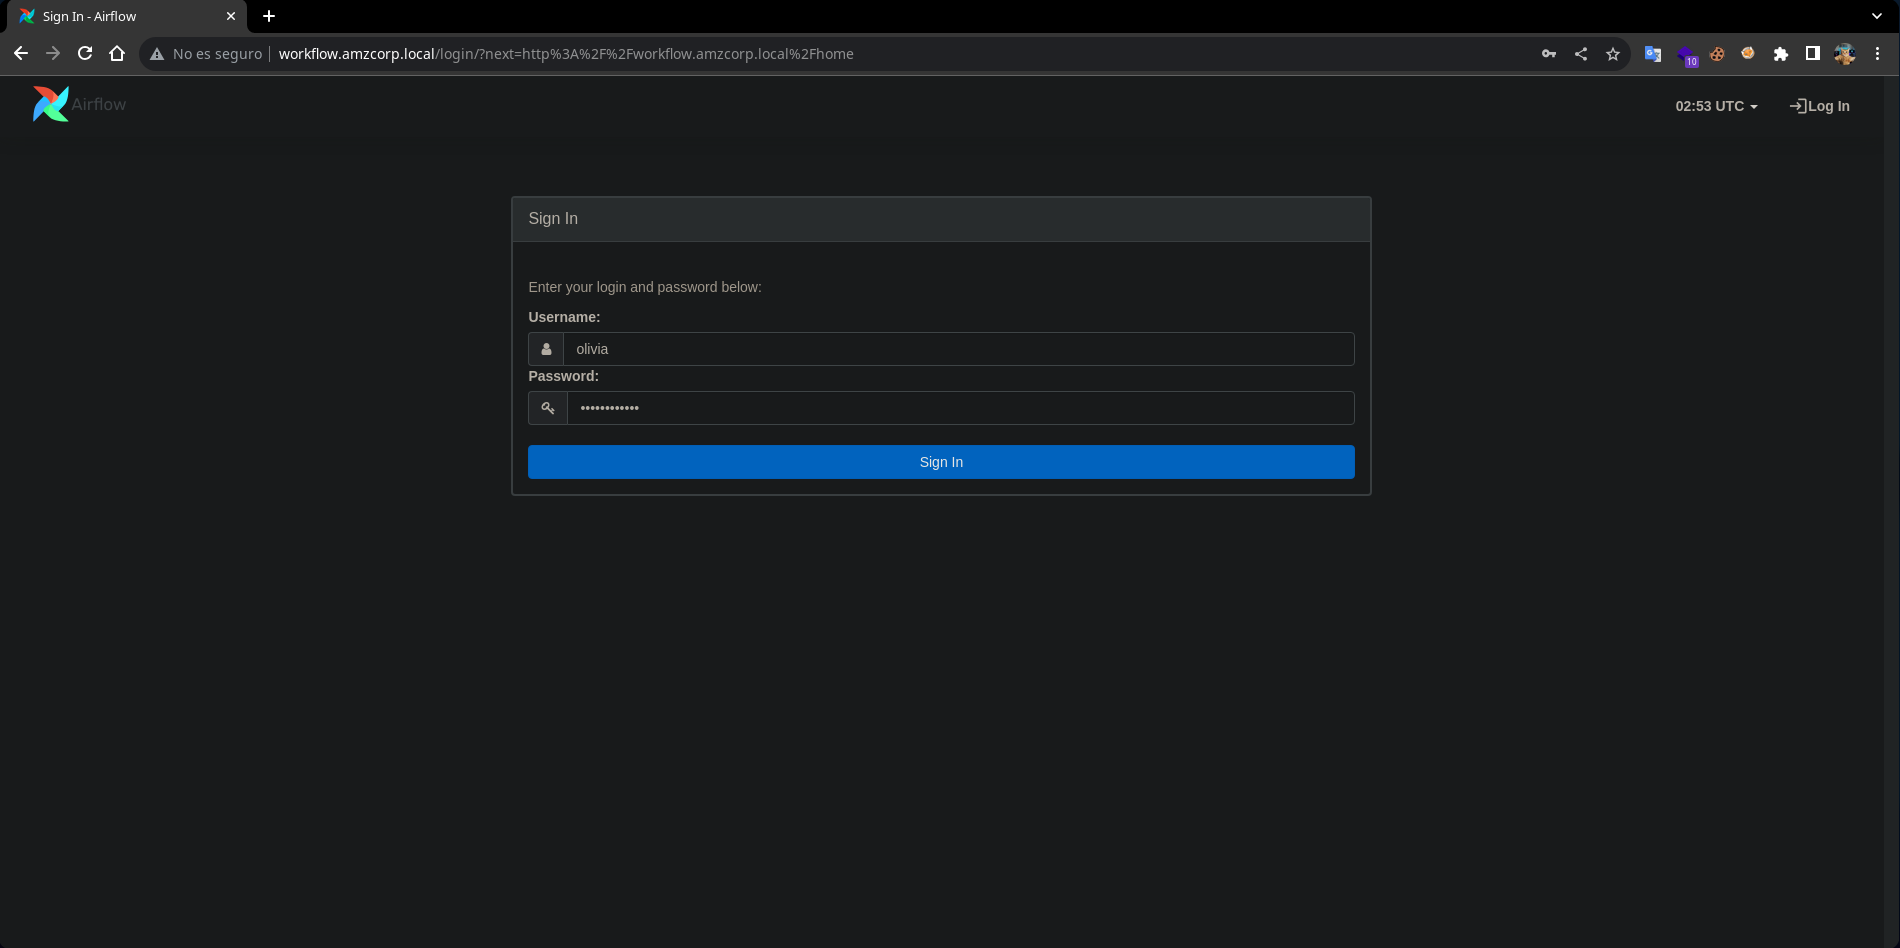 Sign In - Airflow
No es seguro workflow.amzcorp.local/login/?next=http%3A%2F%2Fworkflow.amzcorp.local%2Fhome
10
Airflow
02:53 UTC
Log In
Sign In
Enter your login and password below:
Username:
olivia
Password:
••••••••••••
Sign In